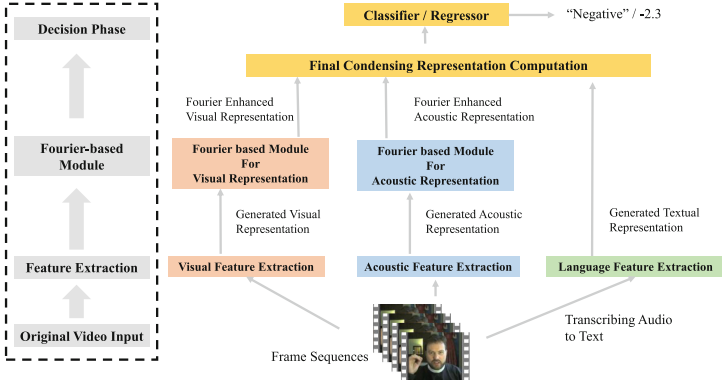 Decision Phase
Fourier-based
Module
Feature Extraction
Original Video Input
Classifier / Regressor
“Negative” / -2.3
Final Condensing Representation Computation
Fourier Enhanced
Visual Representation
Fourier Enhanced
Acoustic Representation
Fourier based Module
For
Visual Representation
Fourier based Module
For
Acoustic Representation
Generated Visual
Representation
Generated Acoustic
Representation
Generated Textual
Representation
Visual Feature Extraction
Acoustic Feature Extraction
Language Feature Extraction
Frame Sequences
Transcribing Audio
to Text